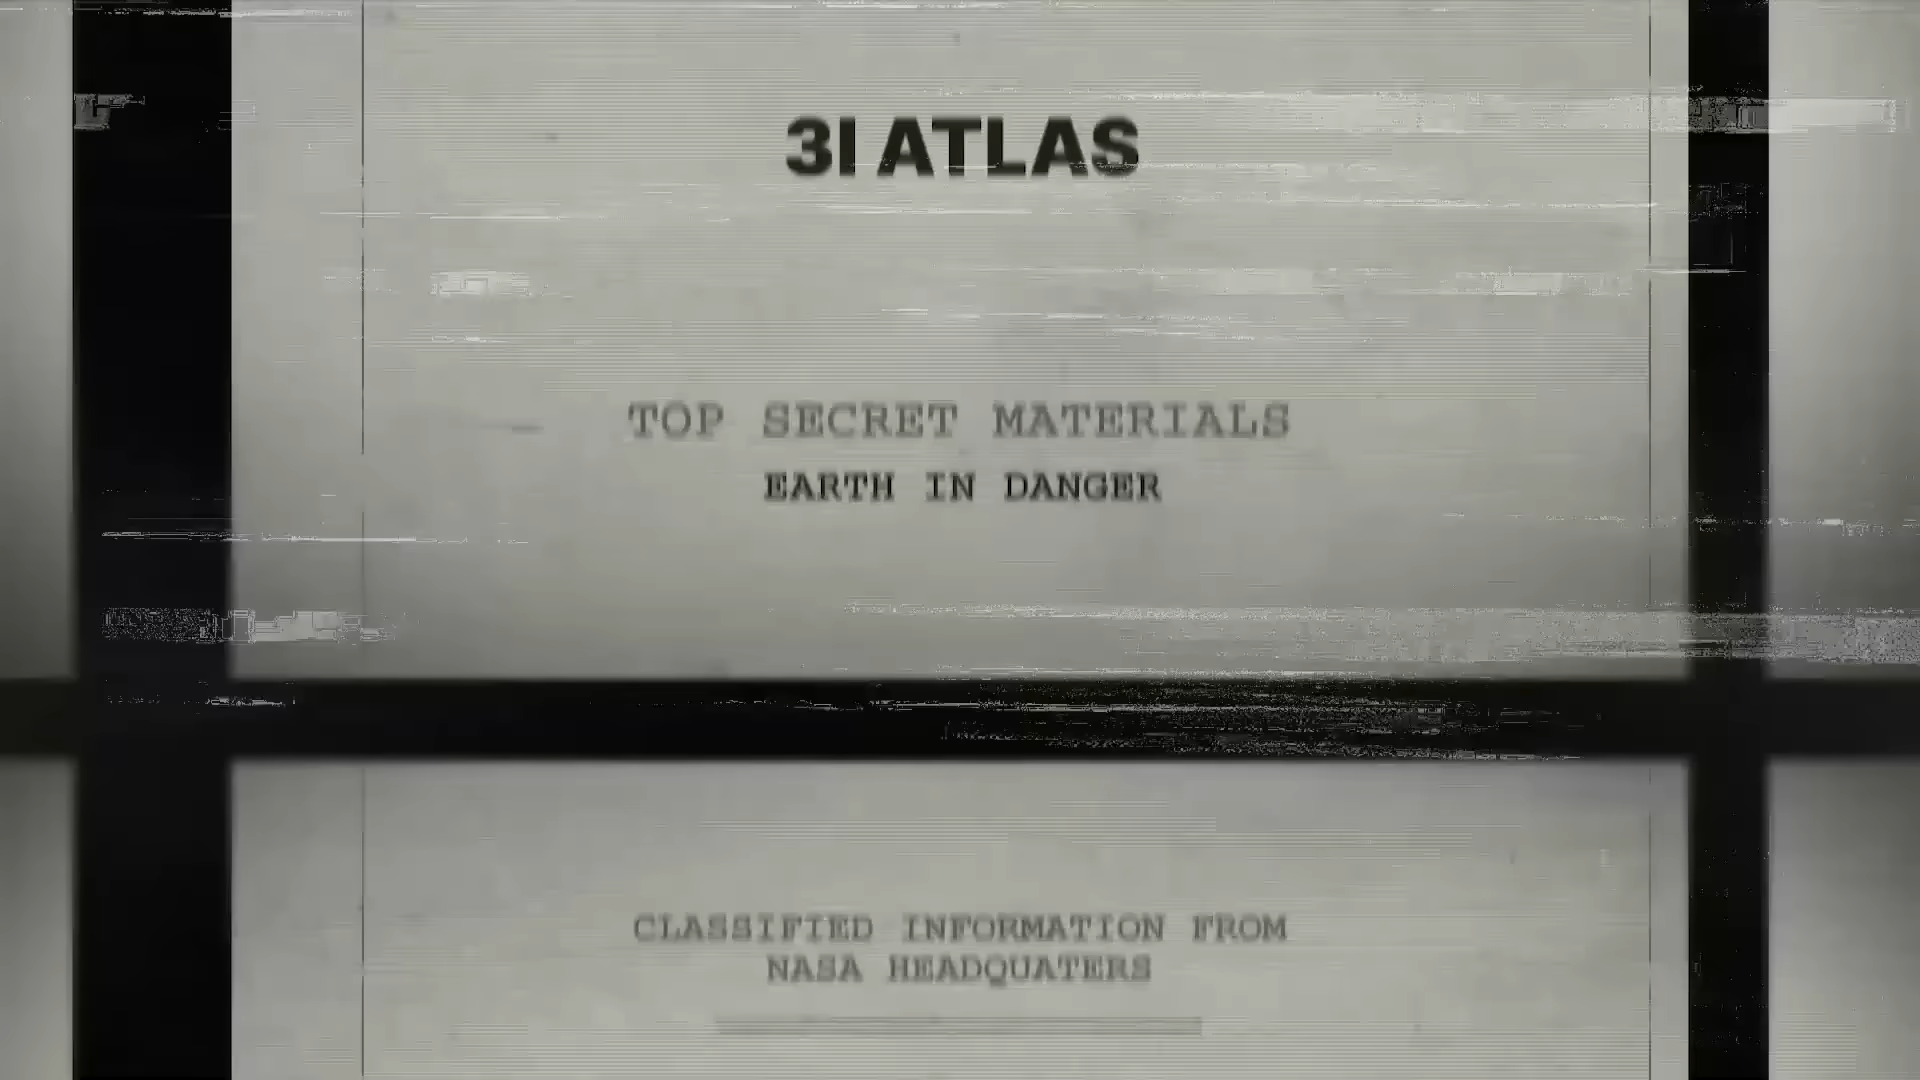 3I ATLAS
TOP SECRET MATERIALS
EARTH IN DANGER
CLASSIFIED INFORMATION FROM
NASA HEADQUATERS